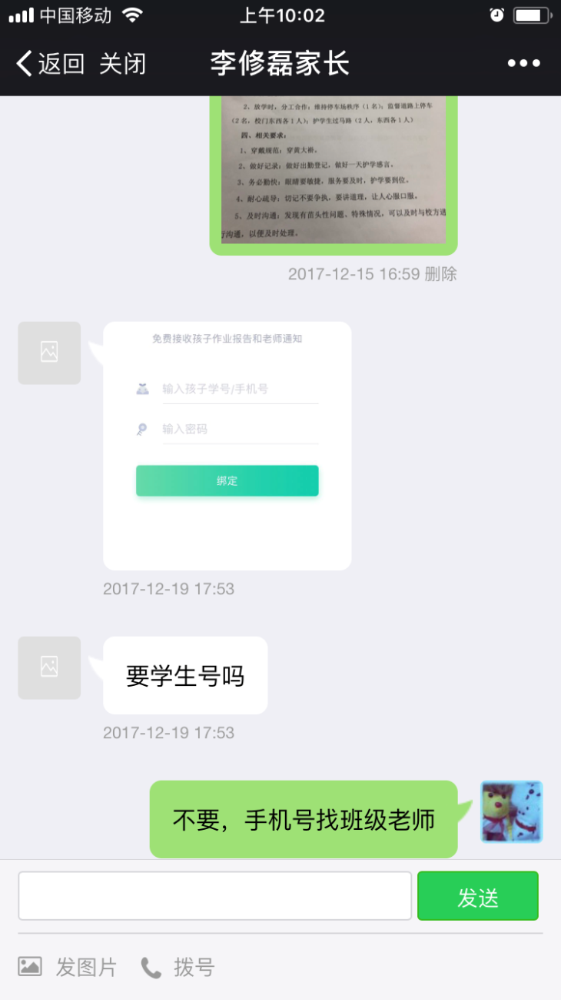 中国移动
上午10:02
返回 关闭
李修磊家长
2、放学时，分工合作，维持停车场秩序（1名）；监督道路上停车
（2名，校门东西各1人）；护学生过马路（2人，东西各1人）
四、相关要求：
1、穿戴规范：穿黄大褂。
2、做好记录：做好出勤登记，做好一天护学感言。
3、务必勤快：眼睛要敏捷，服务要及时，护学要到位。
4、耐心疏导：切记不要争执，要讲道理，让人心服口服。
5、及时沟通：发现有苗头性问题、特殊情况，可以及时与校方进
行沟通，以便及时处理。
2017-12-15 16:59 删除
免费接收孩子作业报告和老师通知
输入孩子学号/手机号
输入密码
绑定
2017-12-19 17:53
要学生号吗
2017-12-19 17:53
不要，手机号找班级老师
发送
发图片
拨号